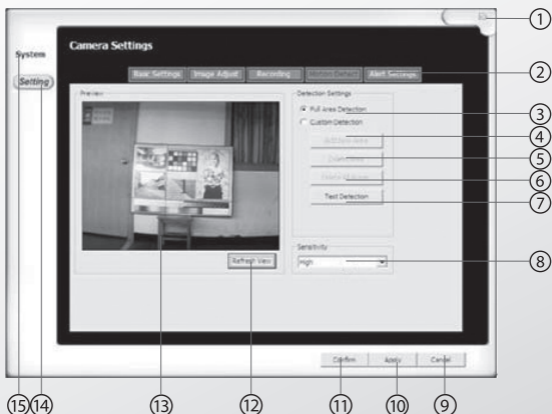 Camera Settings
System
Setting
Basic Settings Image Adjust Recording Motion Detect Alert Settings
Preview
Detection Settings
Full Area Detection
Custom Detection
Test Detection
Sensitivity
High
Refresh View
Confirm Apply Cancel
1
2
3
4
5
6
7
8
15 14 13 12 11 10 9